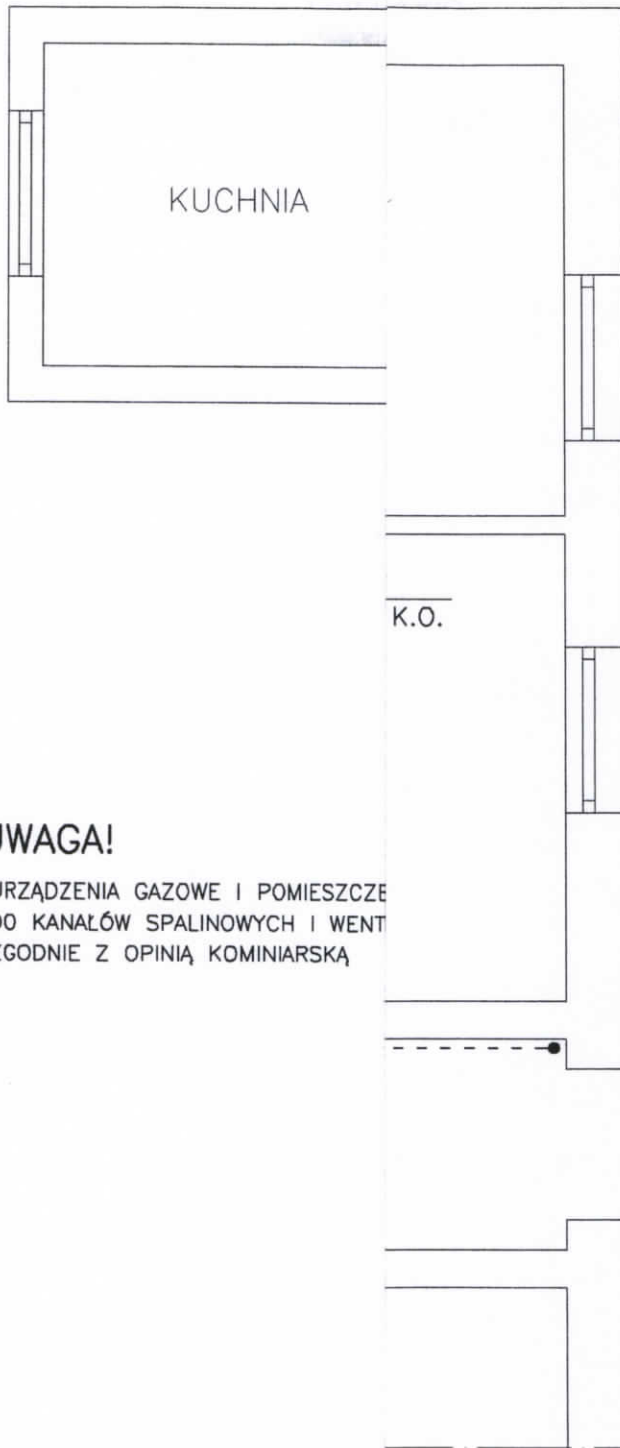 KUCHNIA
K.O.
UWAGA!
URZĄDZENIA GAZOWE I POMIESZCZE
DO KANAŁÓW SPALINOWYCH I WENT
ZGODNIE Z OPINIĄ KOMINIARSKĄ